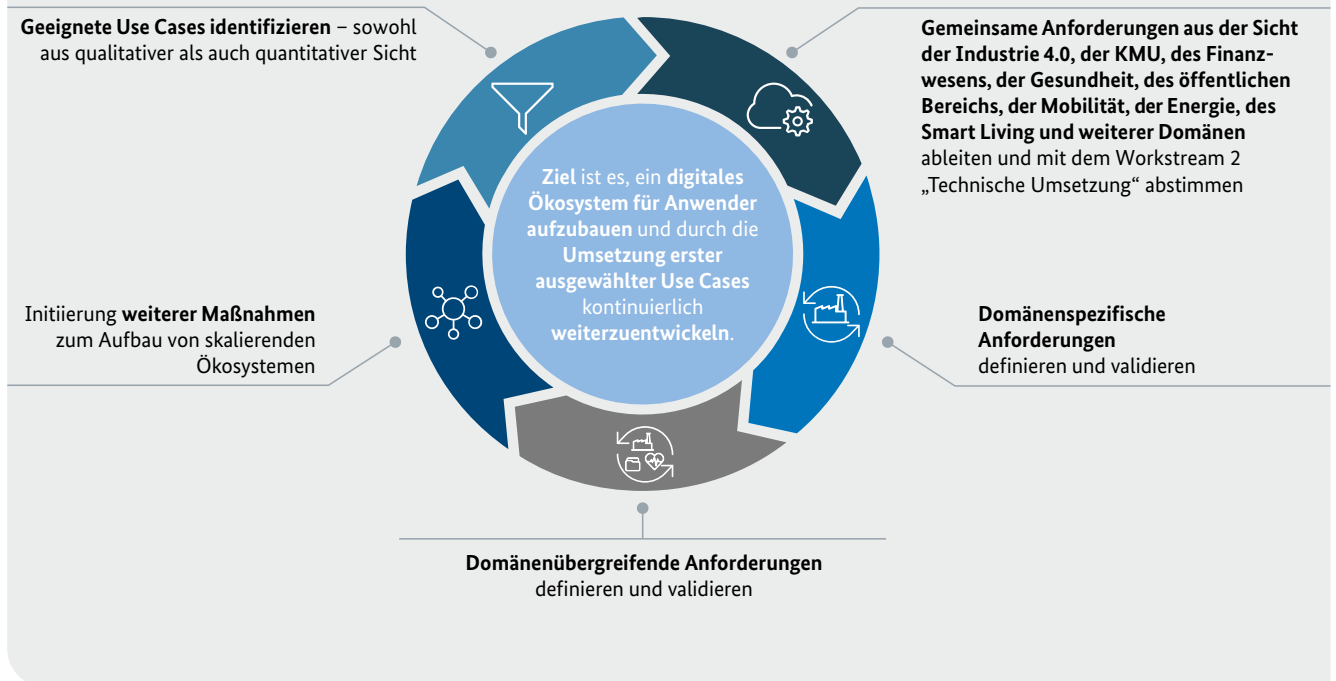 Geeignete Use Cases identifizieren – sowohl
aus qualitativer als auch quantitativer Sicht
Gemeinsame Anforderungen aus der Sicht
der Industrie 4.0, der KMU, des Finanz-
wesens, der Gesundheit, des öffentlichen
Bereichs, der Mobilität, der Energie, des
Smart Living und weiterer Domänen
ableiten und mit dem Workstream 2
„Technische Umsetzung“ abstimmen
Ziel ist es, ein digitales
Ökosystem für Anwender
aufzubauen und durch die
Umsetzung erster
ausgewählter Use Cases
kontinuierlich
weiterzuentwickeln.
Initiierung weiterer Maßnahmen
zum Aufbau von skalierenden
Ökosystemen
Domänenspezifische
Anforderungen
definieren und validieren
Domänenübergreifende Anforderungen
definieren und validieren